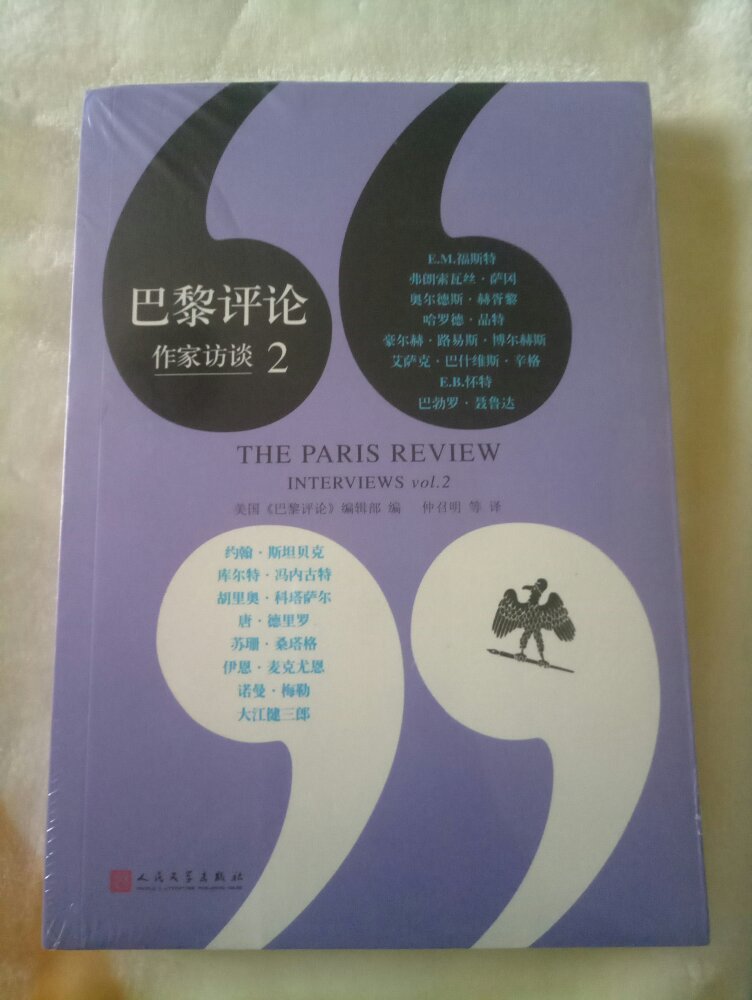 巴黎评论
作家访谈 2
E.M.福斯特
弗朗索瓦丝·萨冈
奥尔德斯·赫胥黎
哈罗德·品特
豪尔赫·路易斯·博尔赫斯
艾萨克·巴什维斯·辛格
E.B.怀特
巴勃罗·聂鲁达
THE PARIS REVIEW
INTERVIEWS vol.2
美国《巴黎评论》编辑部 编 仲召明 等 译
约翰·斯坦贝克
库尔特·冯内古特
胡里奥·科塔萨尔
唐·德里罗
苏珊·桑塔格
伊恩·麦克尤恩
诺曼·梅勒
大江健三郎
人民文学出版社
PEOPLE'S LITERATURE PUBLISHING HOUSE